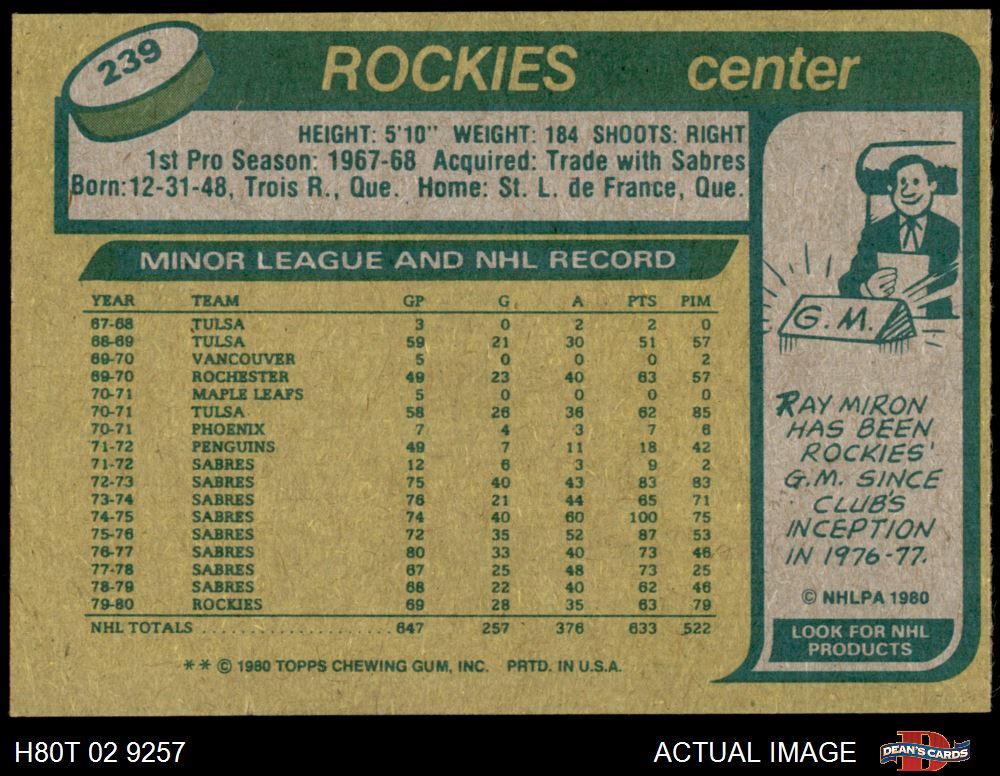 239
ROCKIES center
HEIGHT: 5'10" WEIGHT: 184 SHOOTS: RIGHT
1st Pro Season: 1967-68 Acquired: Trade with Sabres
Born: 12-31-48, Trois R., Que. Home: St. L. de France, Que.
MINOR LEAGUE AND NHL RECORD
YEAR TEAM GP G A PTS PIM
67-68 TULSA 3 0 2 2 0
68-69 TULSA 59 21 30 51 57
69-70 VANCOUVER 5 0 0 0 2
69-70 ROCHESTER 49 23 40 63 57
70-71 MAPLE LEAFS 5 0 0 0 0
70-71 TULSA 58 26 36 62 85
70-71 PHOENIX 7 4 3 7 6
71-72 PENGUINS 49 7 11 18 42
71-72 SABRES 12 6 3 9 2
72-73 SABRES 75 40 43 83 83
73-74 SABRES 76 21 44 65 71
74-75 SABRES 74 40 60 100 75
75-76 SABRES 72 35 52 87 53
76-77 SABRES 80 33 40 73 46
77-78 SABRES 67 25 48 73 25
78-79 SABRES 68 22 40 62 46
79-80 ROCKIES 69 28 35 63 79
NHL TOTALS ........................ 647 257 376 633 522
** © 1980 TOPPS CHEWING GUM, INC. PRTD. IN U.S.A.
G.M.
RAY MIRON
HAS BEEN
ROCKIES'
G.M. SINCE
CLUB'S
INCEPTION
IN 1976-77.
© NHLPA 1980
LOOK FOR NHL
PRODUCTS
H80T 02 9257
ACTUAL IMAGE
DEAN'S CARDS